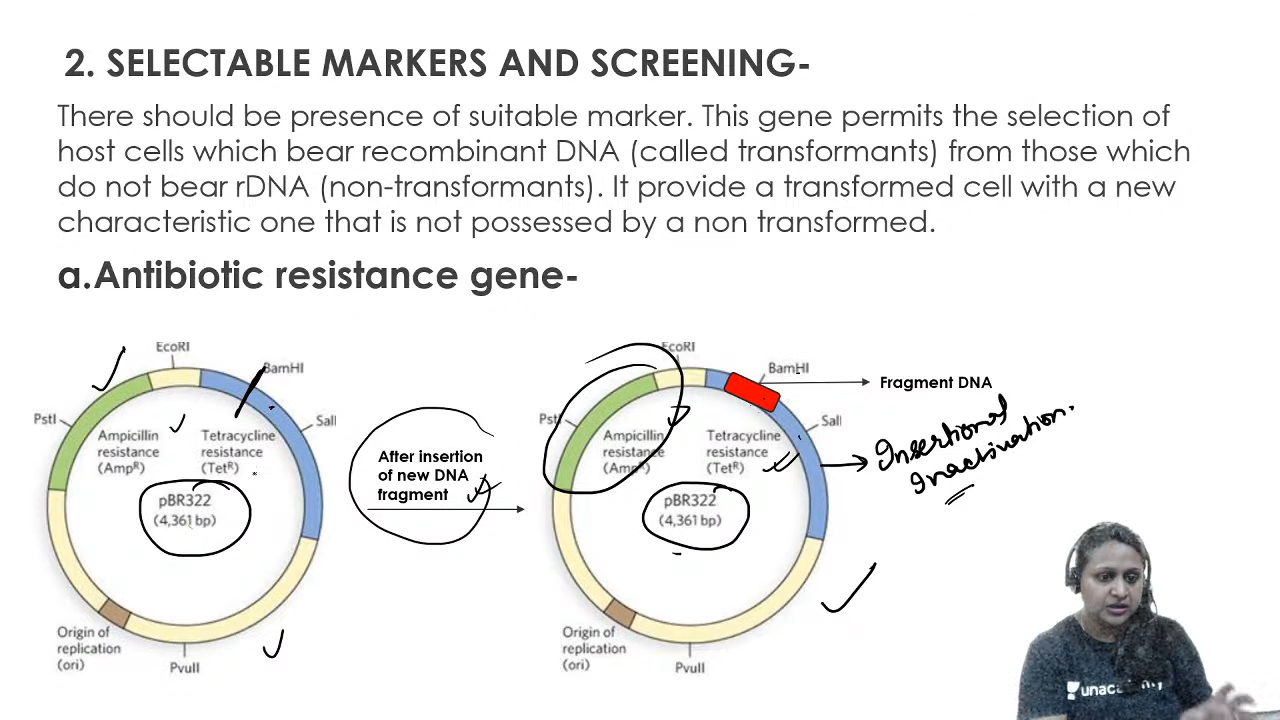 2. SELECTABLE MARKERS AND SCREENING-
There should be presence of suitable marker. This gene permits the selection of
host cells which bear recombinant DNA (called transformants) from those which
do not bear rDNA (non-transformants). It provide a transformed cell with a new
characteristic one that is not possessed by a non transformed.
a.Antibiotic resistance gene-
EcoRI
BamHI
PstI
SalI
Ampicillin
resistance
(AmpR)
Tetracycline
resistance
(TetR)
pBR322
(4,361 bp)
Origin of
replication
(ori)
PvuII
After insertion
of new DNA
fragment
EcoRI
BamHI
Fragment DNA
PstI
SalI
Ampicillin
resistance
(AmpR)
Tetracycline
resistance
(TetR)
pBR322
(4,361 bp)
Origin of
replication
(ori)
PvuII
Insertional
Inactivation.
unacademy